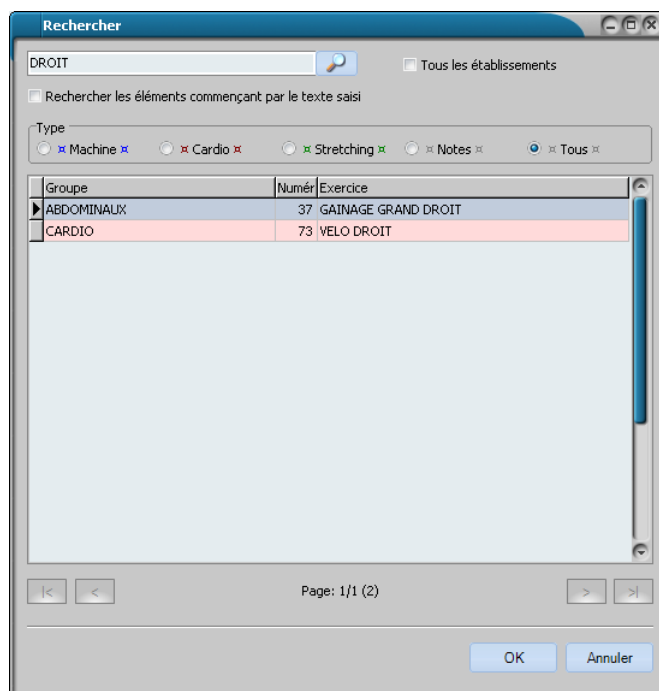 Rechercher
DROIT
Tous les établissements
Rechercher les éléments commençant par le texte saisi
Type
¤ Machine ¤ ¤ Cardio ¤ ¤ Stretching ¤ ¤ Notes ¤ ¤ Tous ¤
Groupe Numér Exercice
ABDOMINAUX 37 GAINAGE GRAND DROIT
CARDIO 73 VELO DROIT
|< < Page: 1/1 (2) > >|
OK Annuler